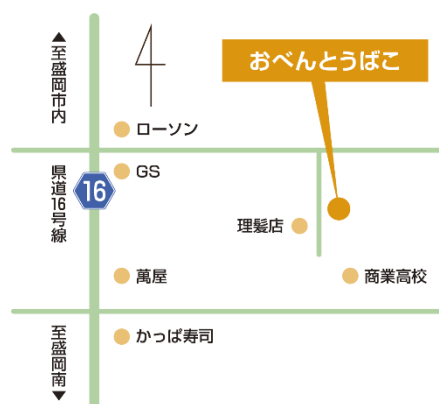 ▲至盛岡市内
おべんとうばこ
ローソン
GS
県道16号線
16
理髪店
萬屋
商業高校
かっぱ寿司
至盛岡南▼